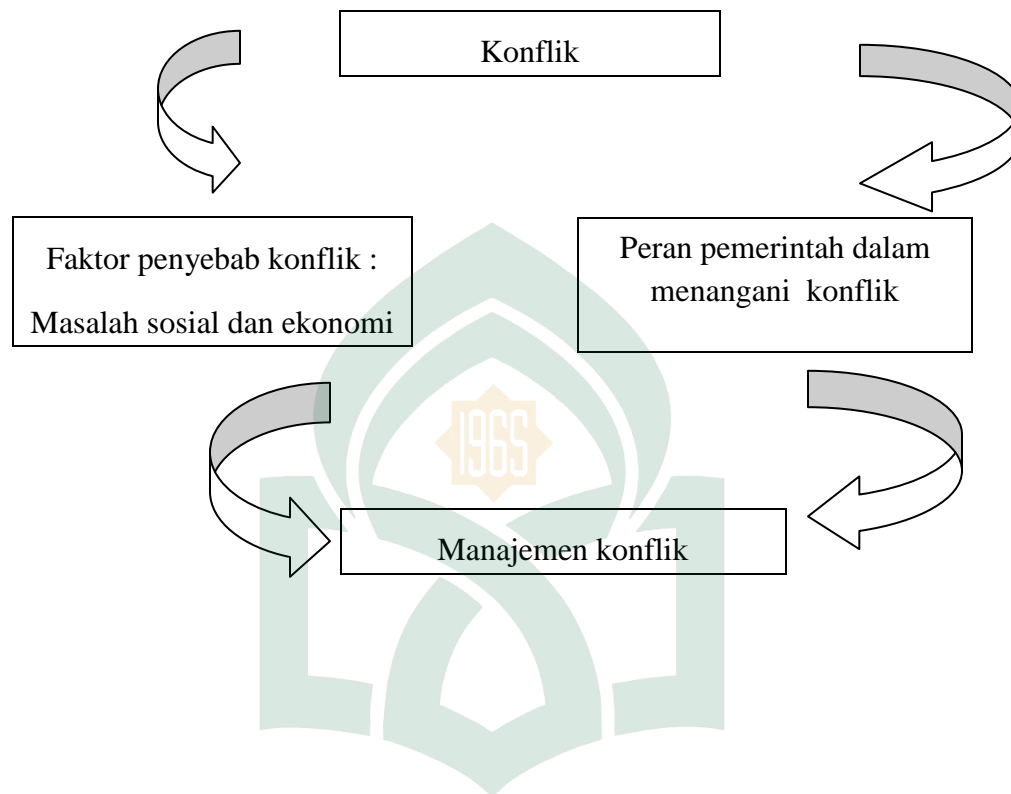 Konflik
Faktor penyebab konflik :
Masalah sosial dan ekonomi
Peran pemerintah dalam
menangani konflik
1965
Manajemen konflik